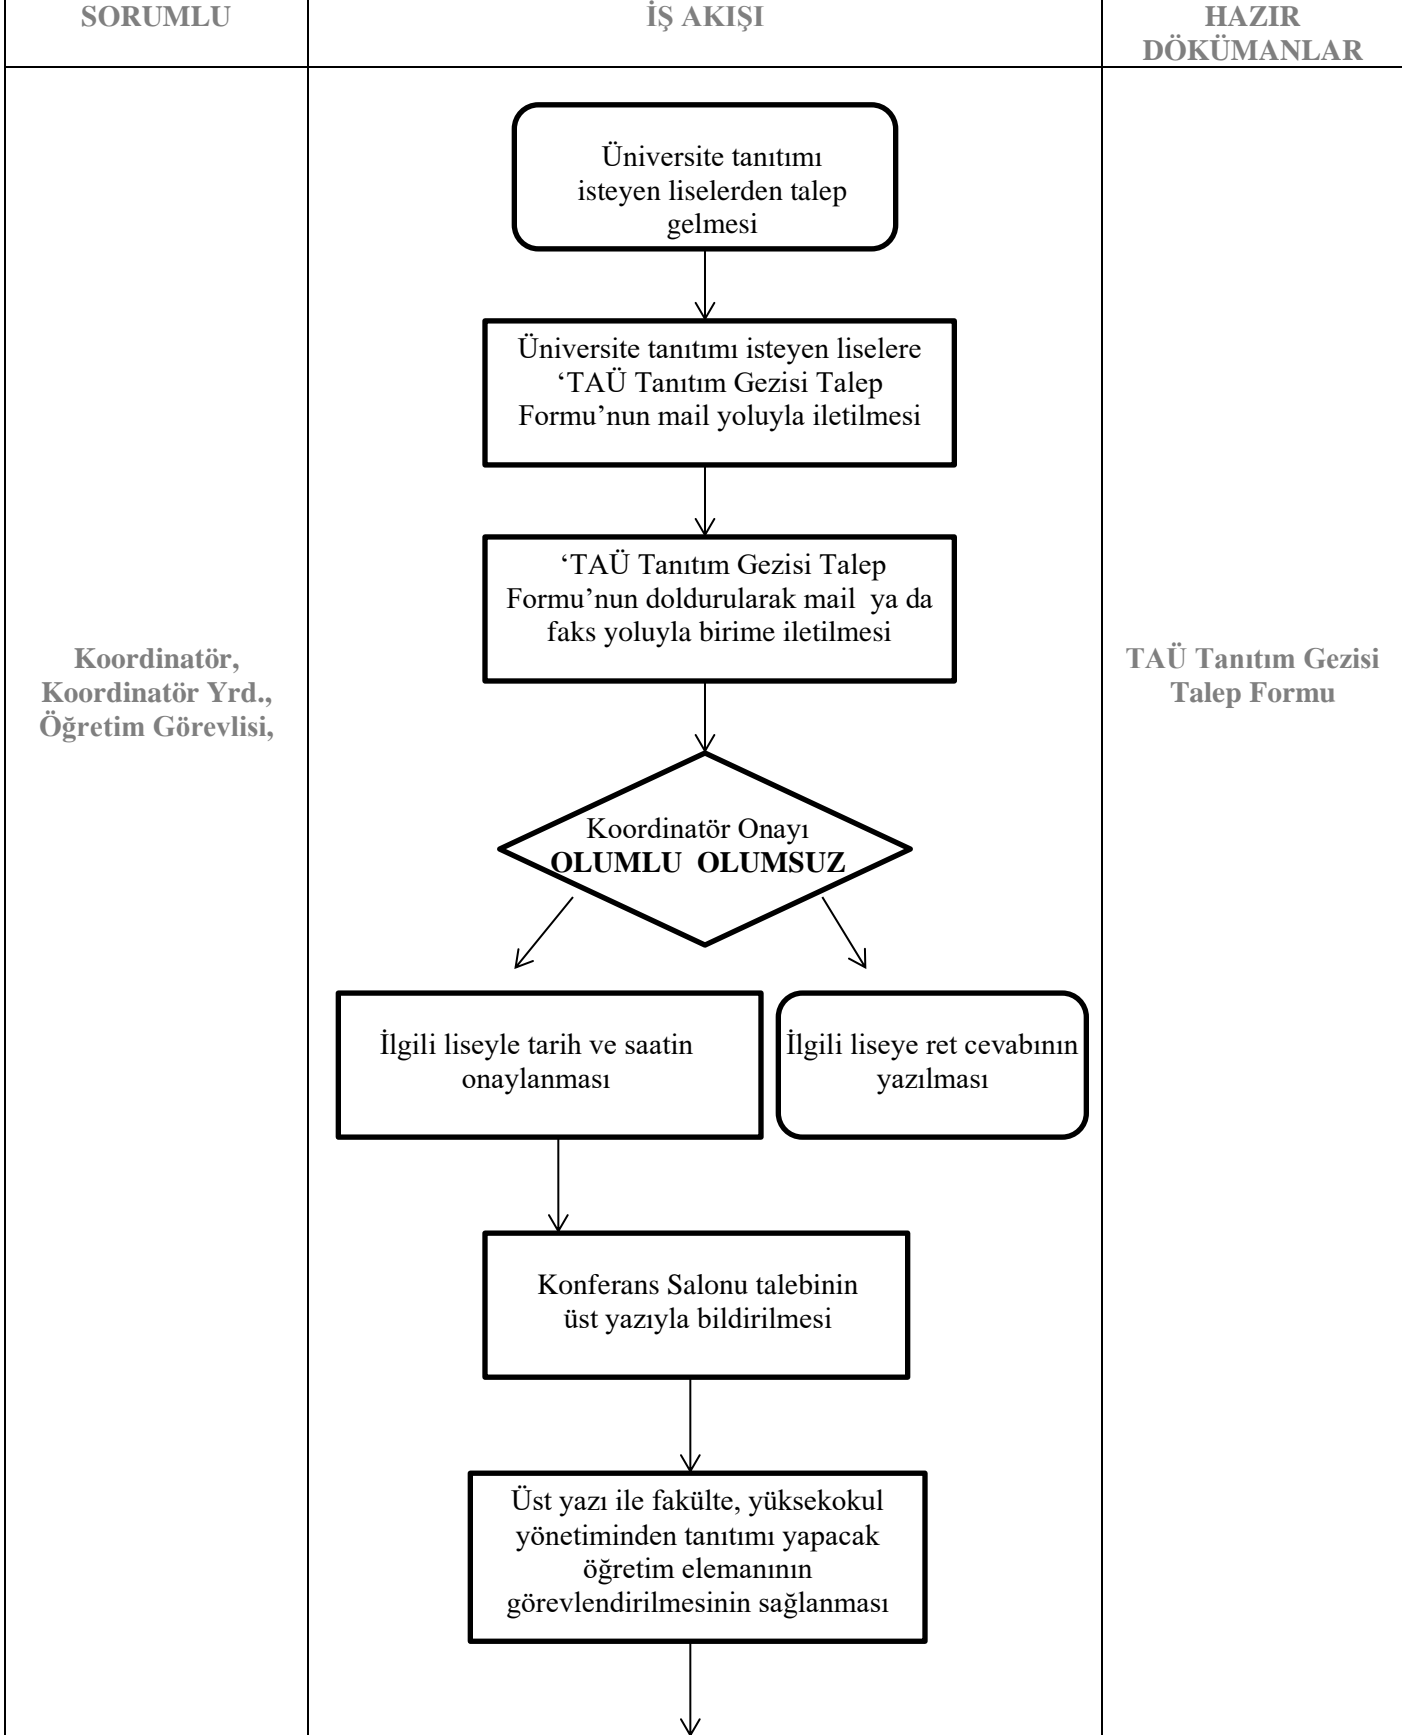 SORUMLU
İŞ AKIŞI
HAZIR
DÖKÜMANLAR
Üniversite tanıtımı
isteyen liselerden talep
gelmesi
Üniversite tanıtımı isteyen liselere
‘TAÜ Tanıtım Gezisi Talep
Formu’nun mail yoluyla iletilmesi
‘TAÜ Tanıtım Gezisi Talep
Formu’nun doldurularak mail  ya da
faks yoluyla birime iletilmesi
Koordinatör,
Koordinatör Yrd.,
Öğretim Görevlisi,
TAÜ Tanıtım Gezisi
Talep Formu
Koordinatör Onayı
OLUMLU  OLUMSUZ
İlgili liseyle tarih ve saatin
onaylanması
İlgili liseye ret cevabının
yazılması
Konferans Salonu talebinin
üst yazıyla bildirilmesi
Üst yazı ile fakülte, yüksekokul
yönetiminden tanıtımı yapacak
öğretim elemanının
görevlendirilmesinin sağlanması